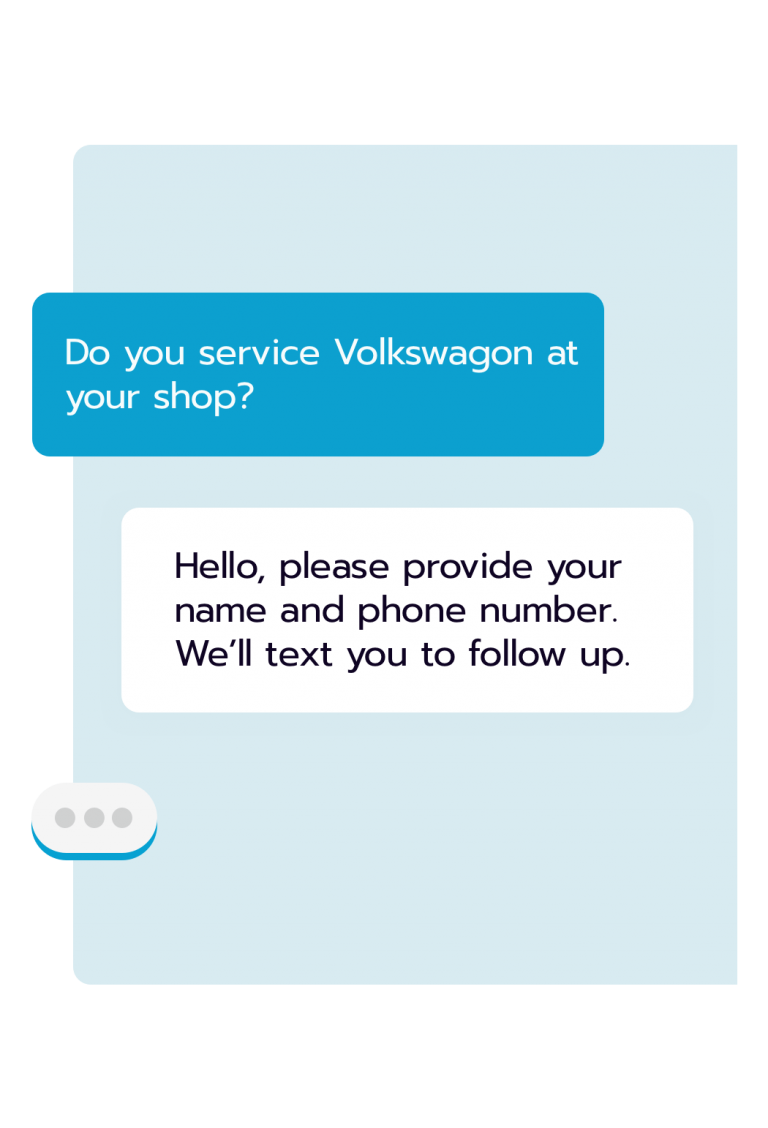 Do you service Volkswagon at
your shop?
Hello, please provide your
name and phone number.
We’ll text you to follow up.